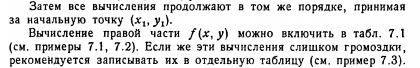 Затем все вычисления продолжают в том же порядке, принимая
за начальную точку (x₁, y₁).
Вычисление правой части f(x, y) можно включить в табл. 7.1
(см. примеры 7.1, 7.2). Если же эти вычисления слишком громоздки,
рекомендуется записывать их в отдельную таблицу (см. пример 7.3).